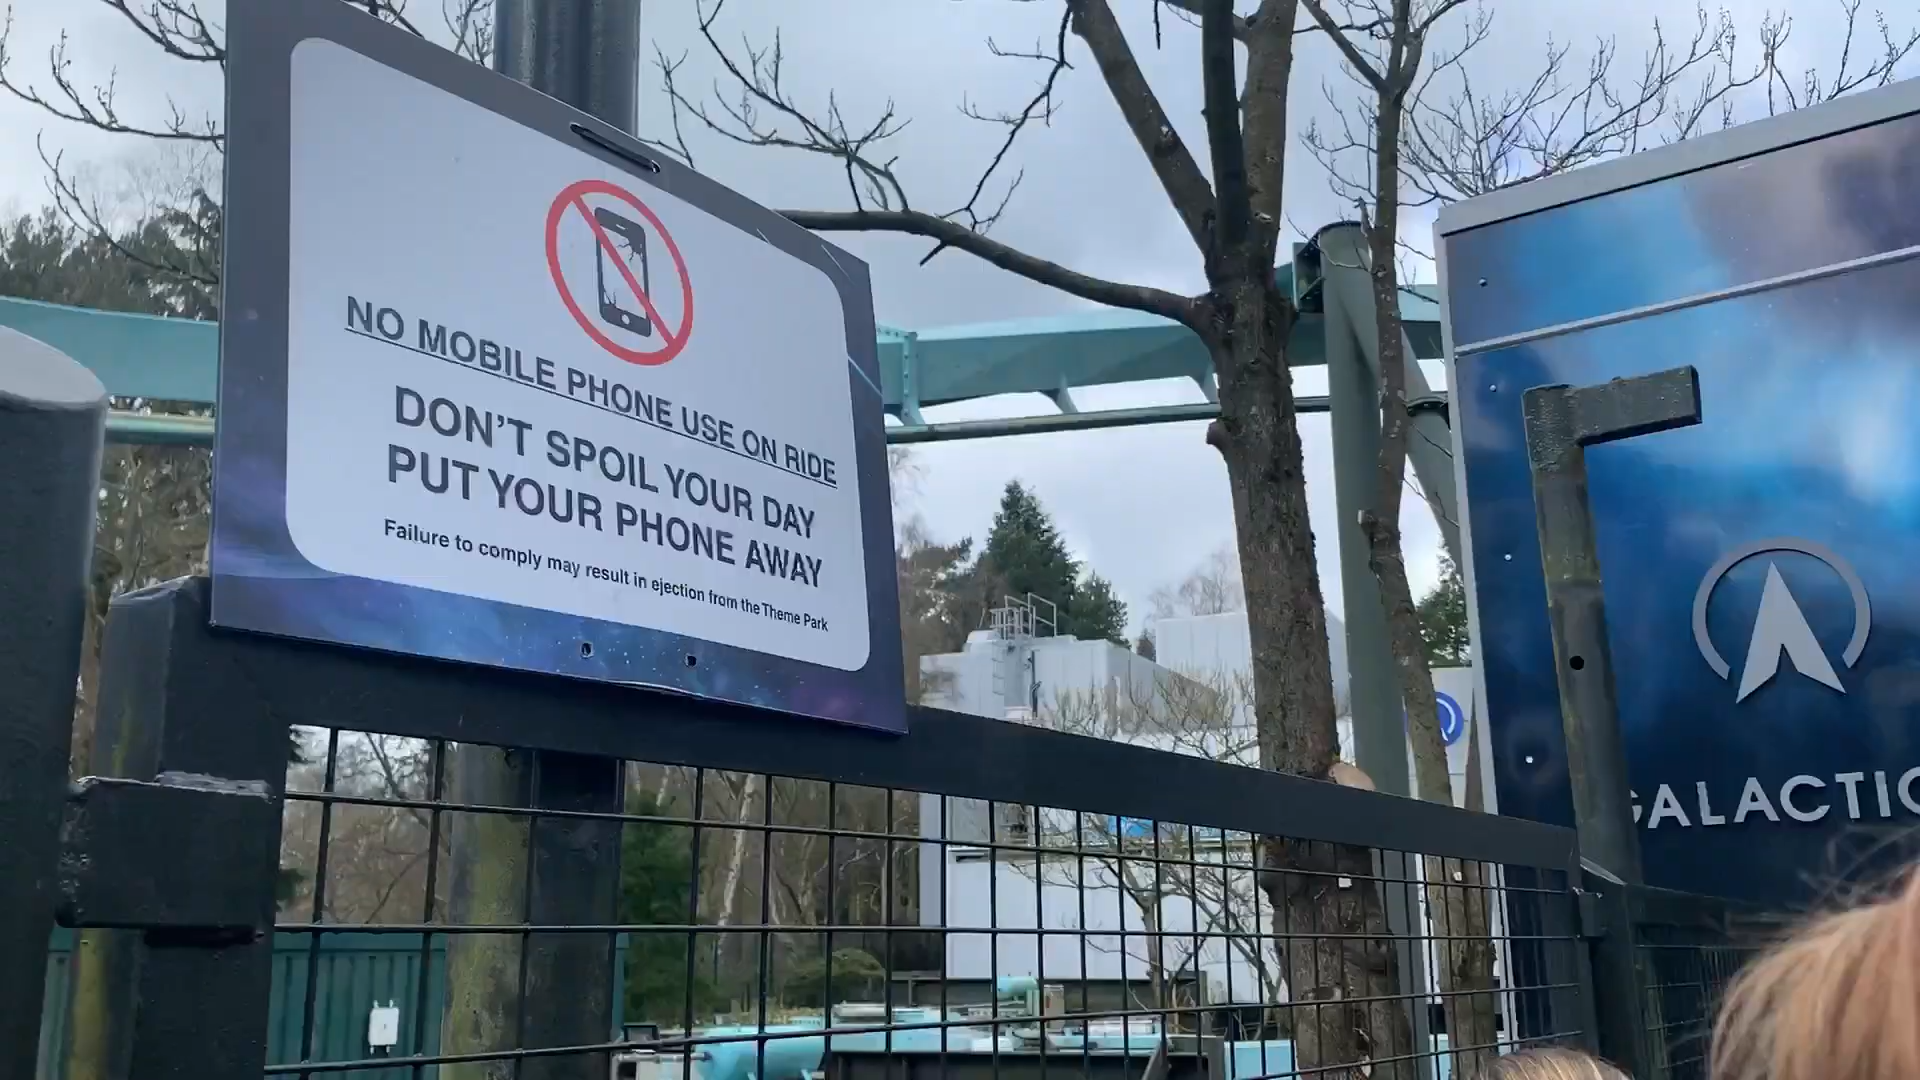 NO MOBILE PHONE USE ON RIDE
DON'T SPOIL YOUR DAY
PUT YOUR PHONE AWAY
Failure to comply may result in ejection from the Theme Park
GALACTIC